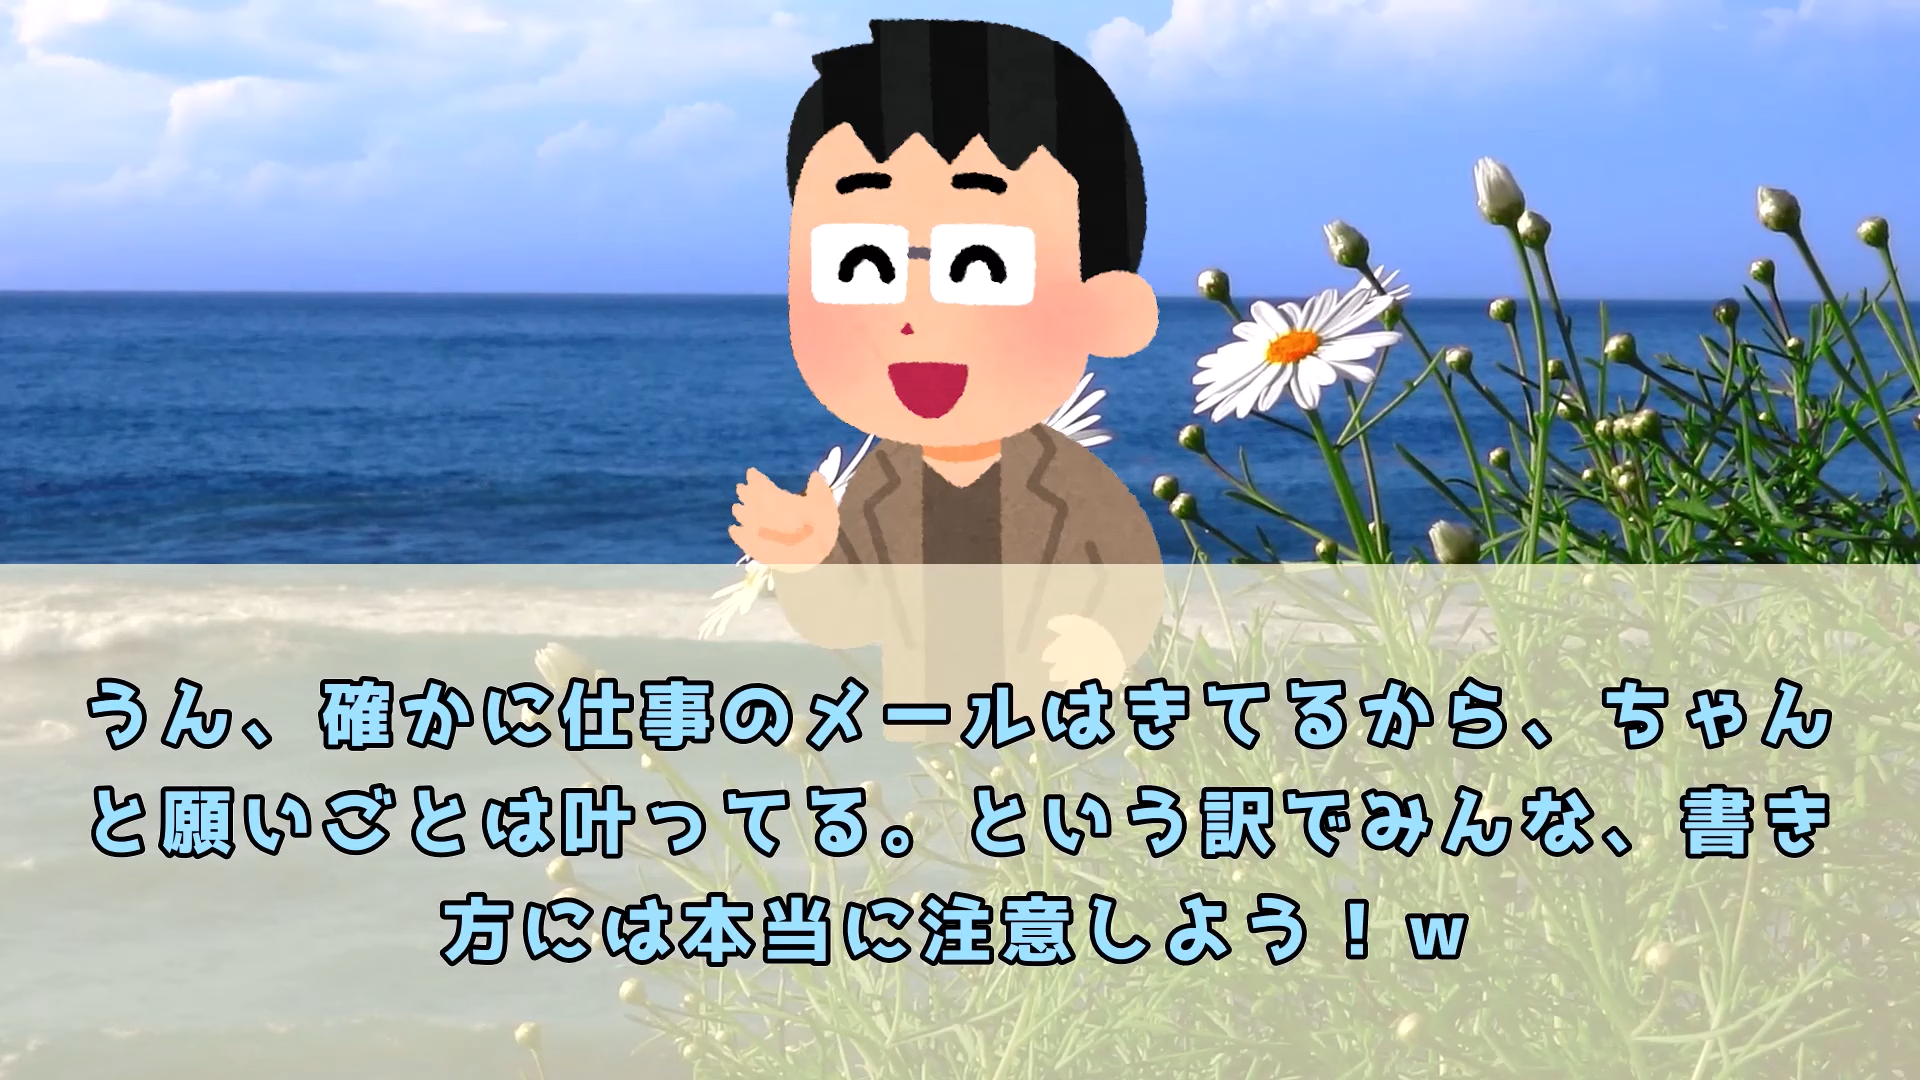 うん、確かに仕事のメールはきてるから、ちゃん
と願いごとは叶ってる。という訳でみんな、書き
方には本当に注意しよう！w